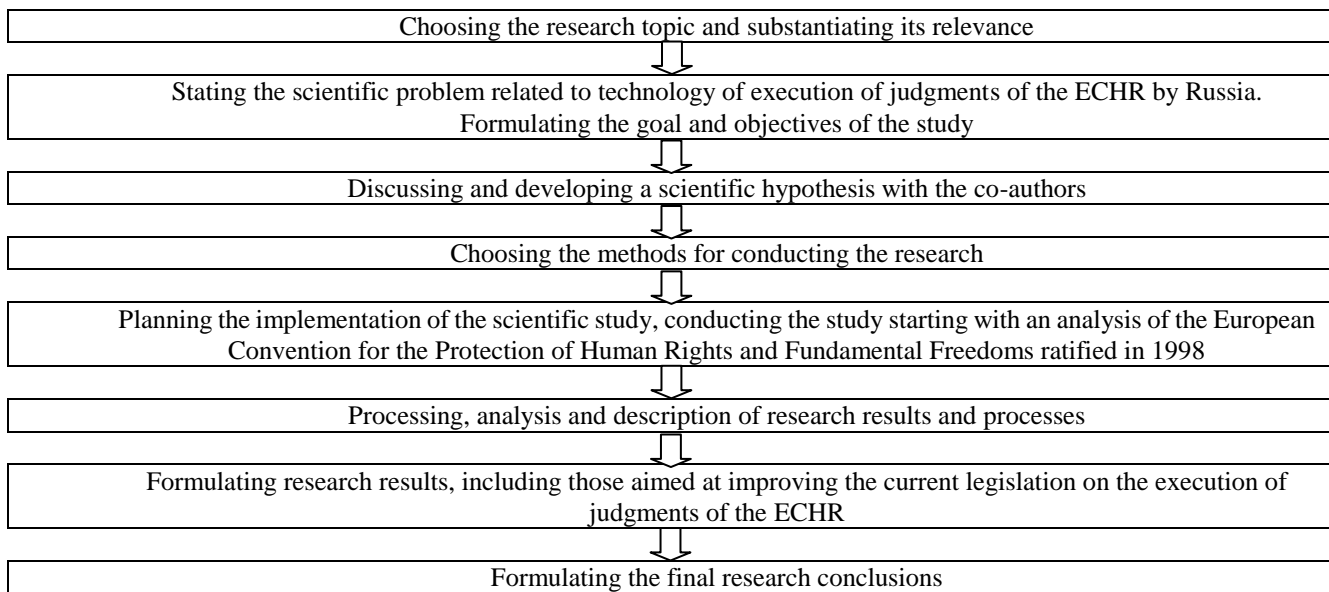 Choosing the research topic and substantiating its relevance
Stating the scientific problem related to technology of execution of judgments of the ECHR by Russia.
Formulating the goal and objectives of the study
Discussing and developing a scientific hypothesis with the co-authors
Choosing the methods for conducting the research
Planning the implementation of the scientific study, conducting the study starting with an analysis of the European
Convention for the Protection of Human Rights and Fundamental Freedoms ratified in 1998
Processing, analysis and description of research results and processes
Formulating research results, including those aimed at improving the current legislation on the execution of
judgments of the ECHR
Formulating the final research conclusions